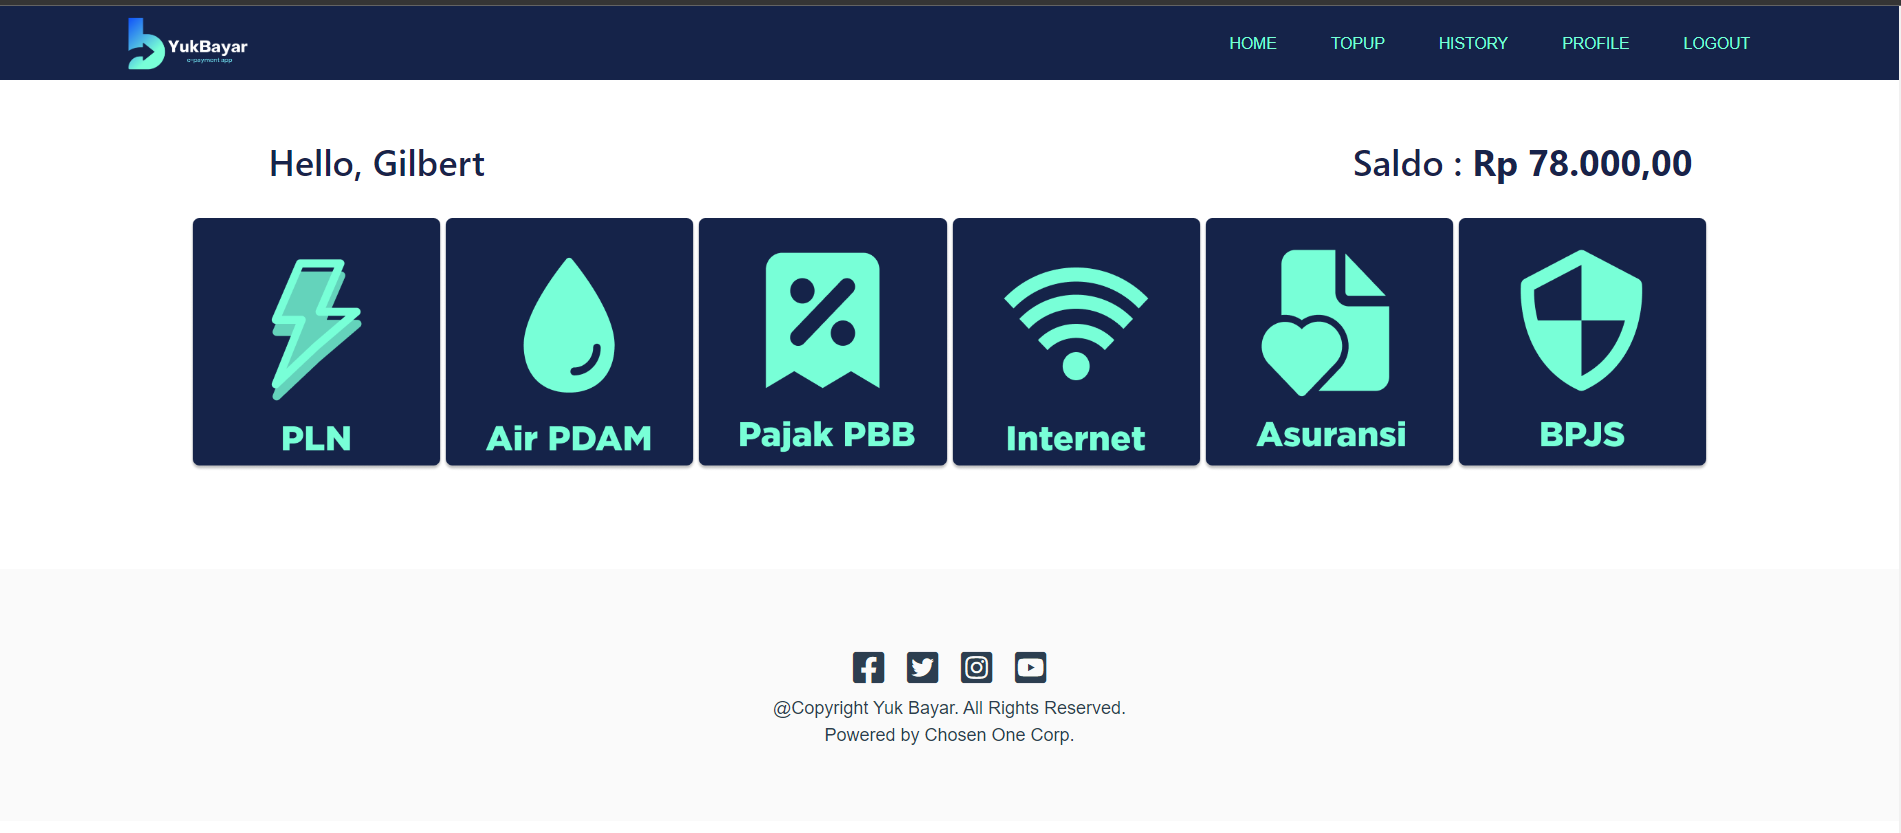 YukBayar
e-payment app
HOME TOPUP HISTORY PROFILE LOGOUT
Hello, Gilbert
Saldo : Rp 78.000,00
PLN
Air PDAM
Pajak PBB
Internet
Asuransi
BPJS
@Copyright Yuk Bayar. All Rights Reserved.
Powered by Chosen One Corp.